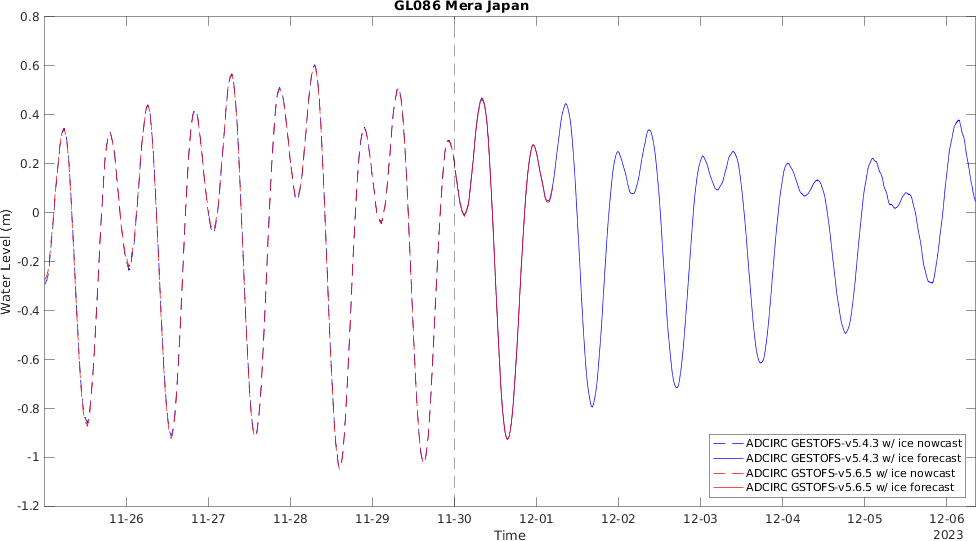 GL086 Mera Japan
0.8
0.6
0.4
0.2
0
-0.2
-0.4
-0.6
-0.8
-1
-1.2
Water Level (m)
11-26 11-27 11-28 11-29 11-30 12-01 12-02 12-03 12-04 12-05 12-06
Time
2023
ADCIRC GESTOFS-v5.4.3 w/ ice nowcast
ADCIRC GESTOFS-v5.4.3 w/ ice forecast
ADCIRC GSTOFS-v5.6.5 w/ ice nowcast
ADCIRC GSTOFS-v5.6.5 w/ ice forecast